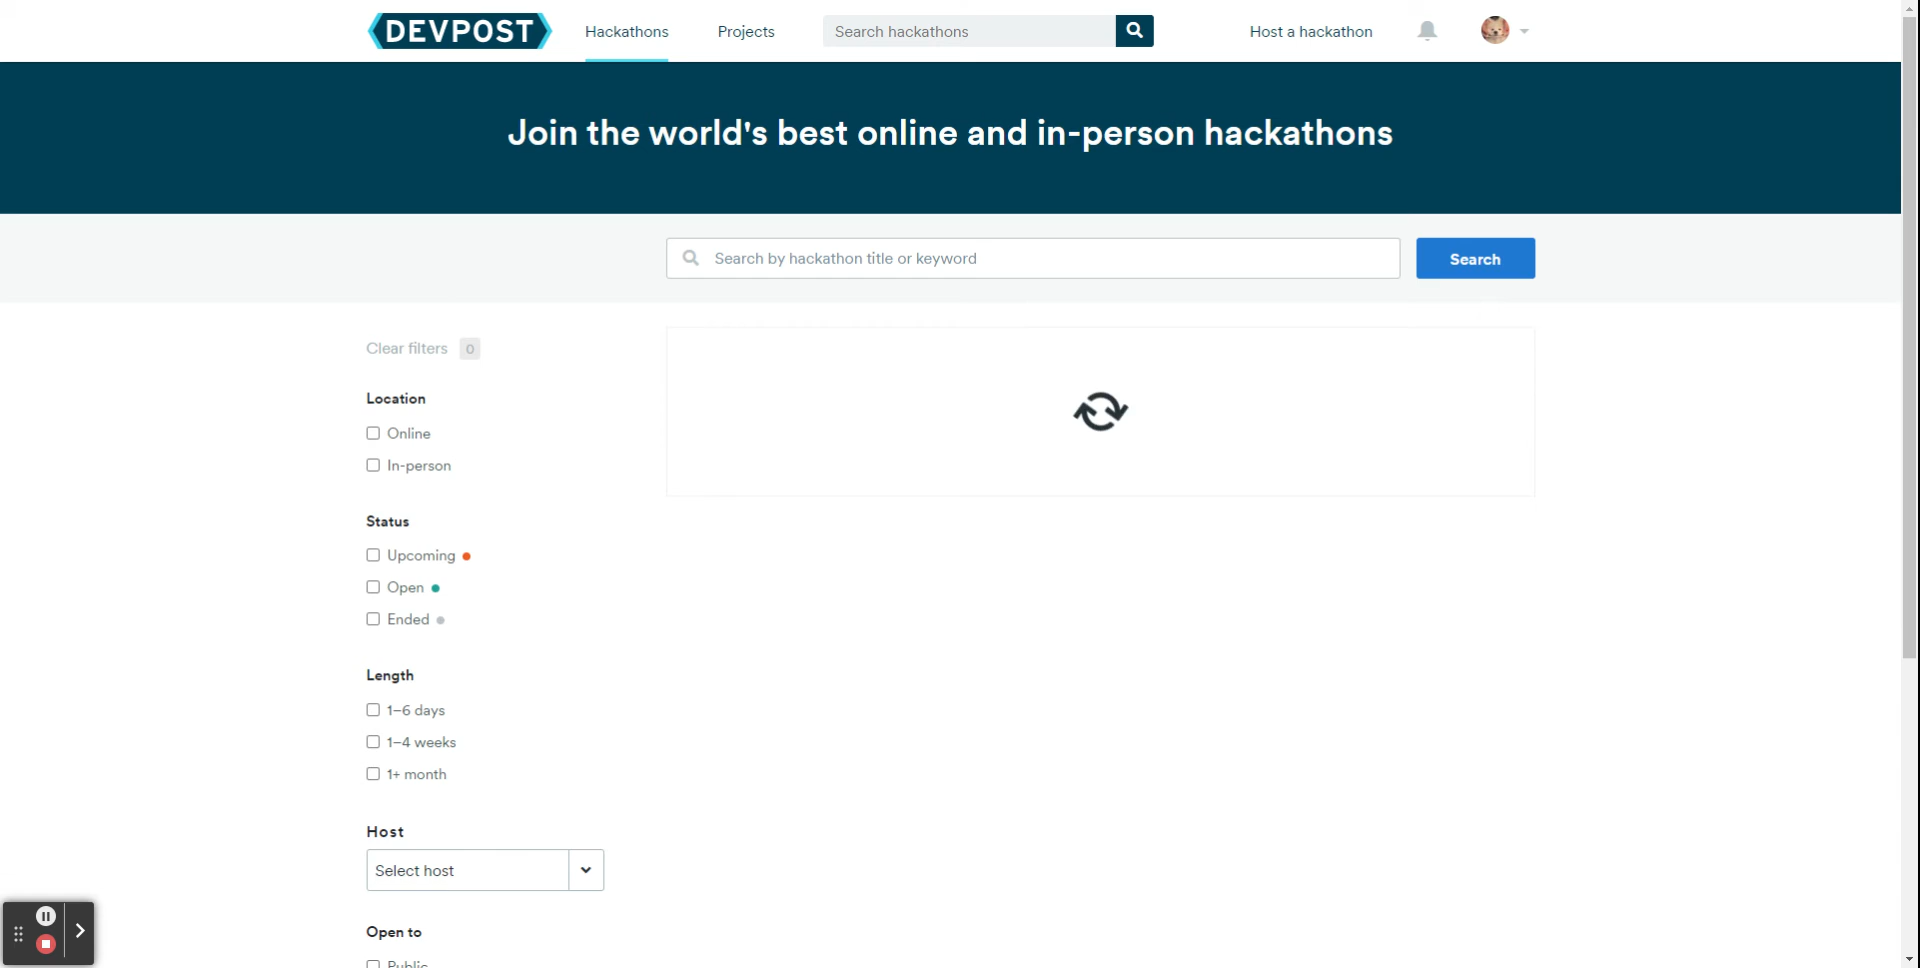 DEVPOST
Hackathons
Projects
Search hackathons
Host a hackathon
Join the world's best online and in-person hackathons
Search by hackathon title or keyword
Search
Clear filters 0
Location
Online
In-person
Status
Upcoming
Open
Ended
Length
1–6 days
1–4 weeks
1+ month
Host
Select host
Open to
Public